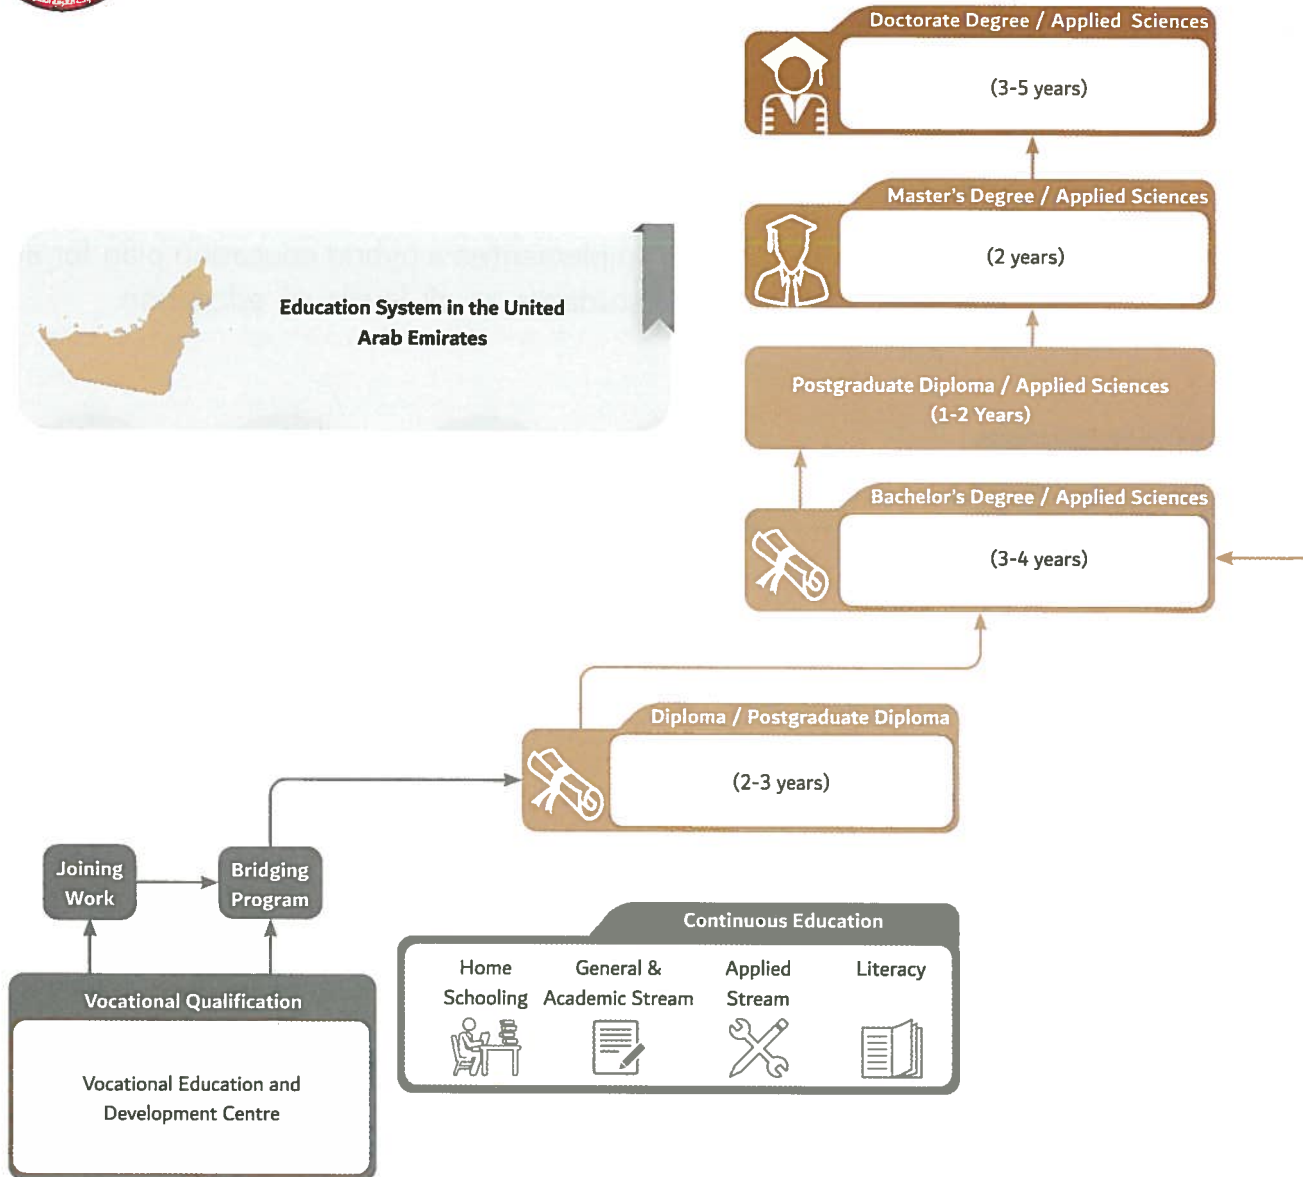 Doctorate Degree / Applied Sciences
(3-5 years)
Master's Degree / Applied Sciences
(2 years)
Education System in the United
Arab Emirates
Postgraduate Diploma / Applied Sciences
(1-2 Years)
Bachelor's Degree / Applied Sciences
(3-4 years)
Diploma / Postgraduate Diploma
(2-3 years)
Joining
Work
Bridging
Program
Continuous Education
Home
Schooling
General &
Academic Stream
Applied
Stream
Literacy
Vocational Qualification
Vocational Education and
Development Centre